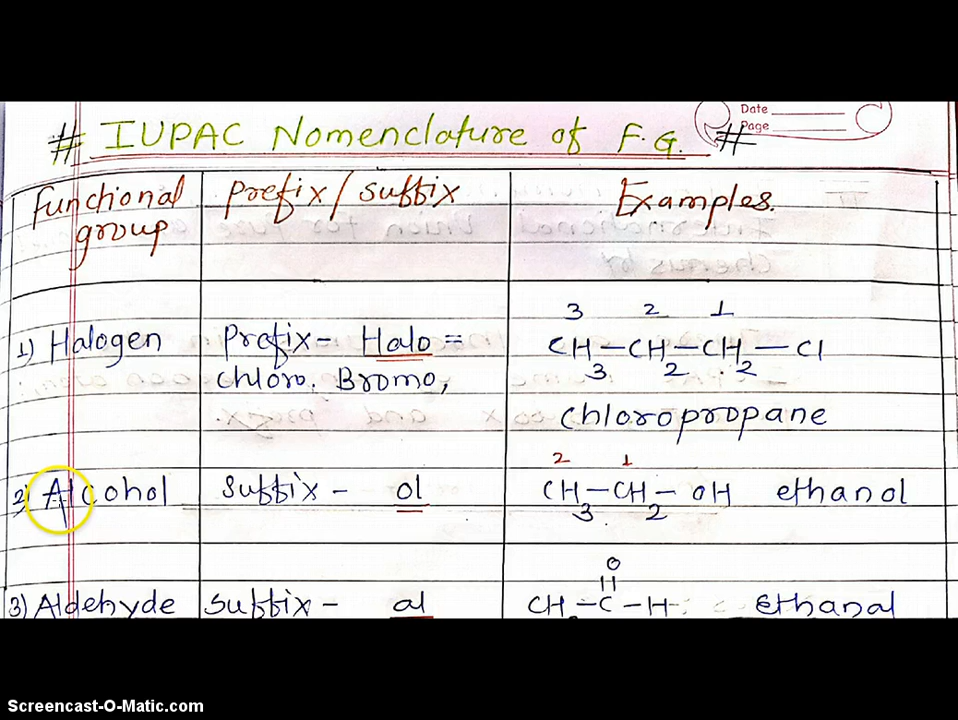 Date
Page
# IUPAC Nomenclature of F.G. #
Functional group
Prefix/suffix
Examples.
1) Halogen
Prefix - Halo =
chloro. Bromo,
3 2 1
CH3-CH2-CH2-Cl
Chloropropane
2) Alcohol
Suffix - ol
2 1
CH3-CH2-OH ethanol
3) Aldehyde
Suffix - al
O
CH-C-H Ethanal
Screencast-O-Matic.com